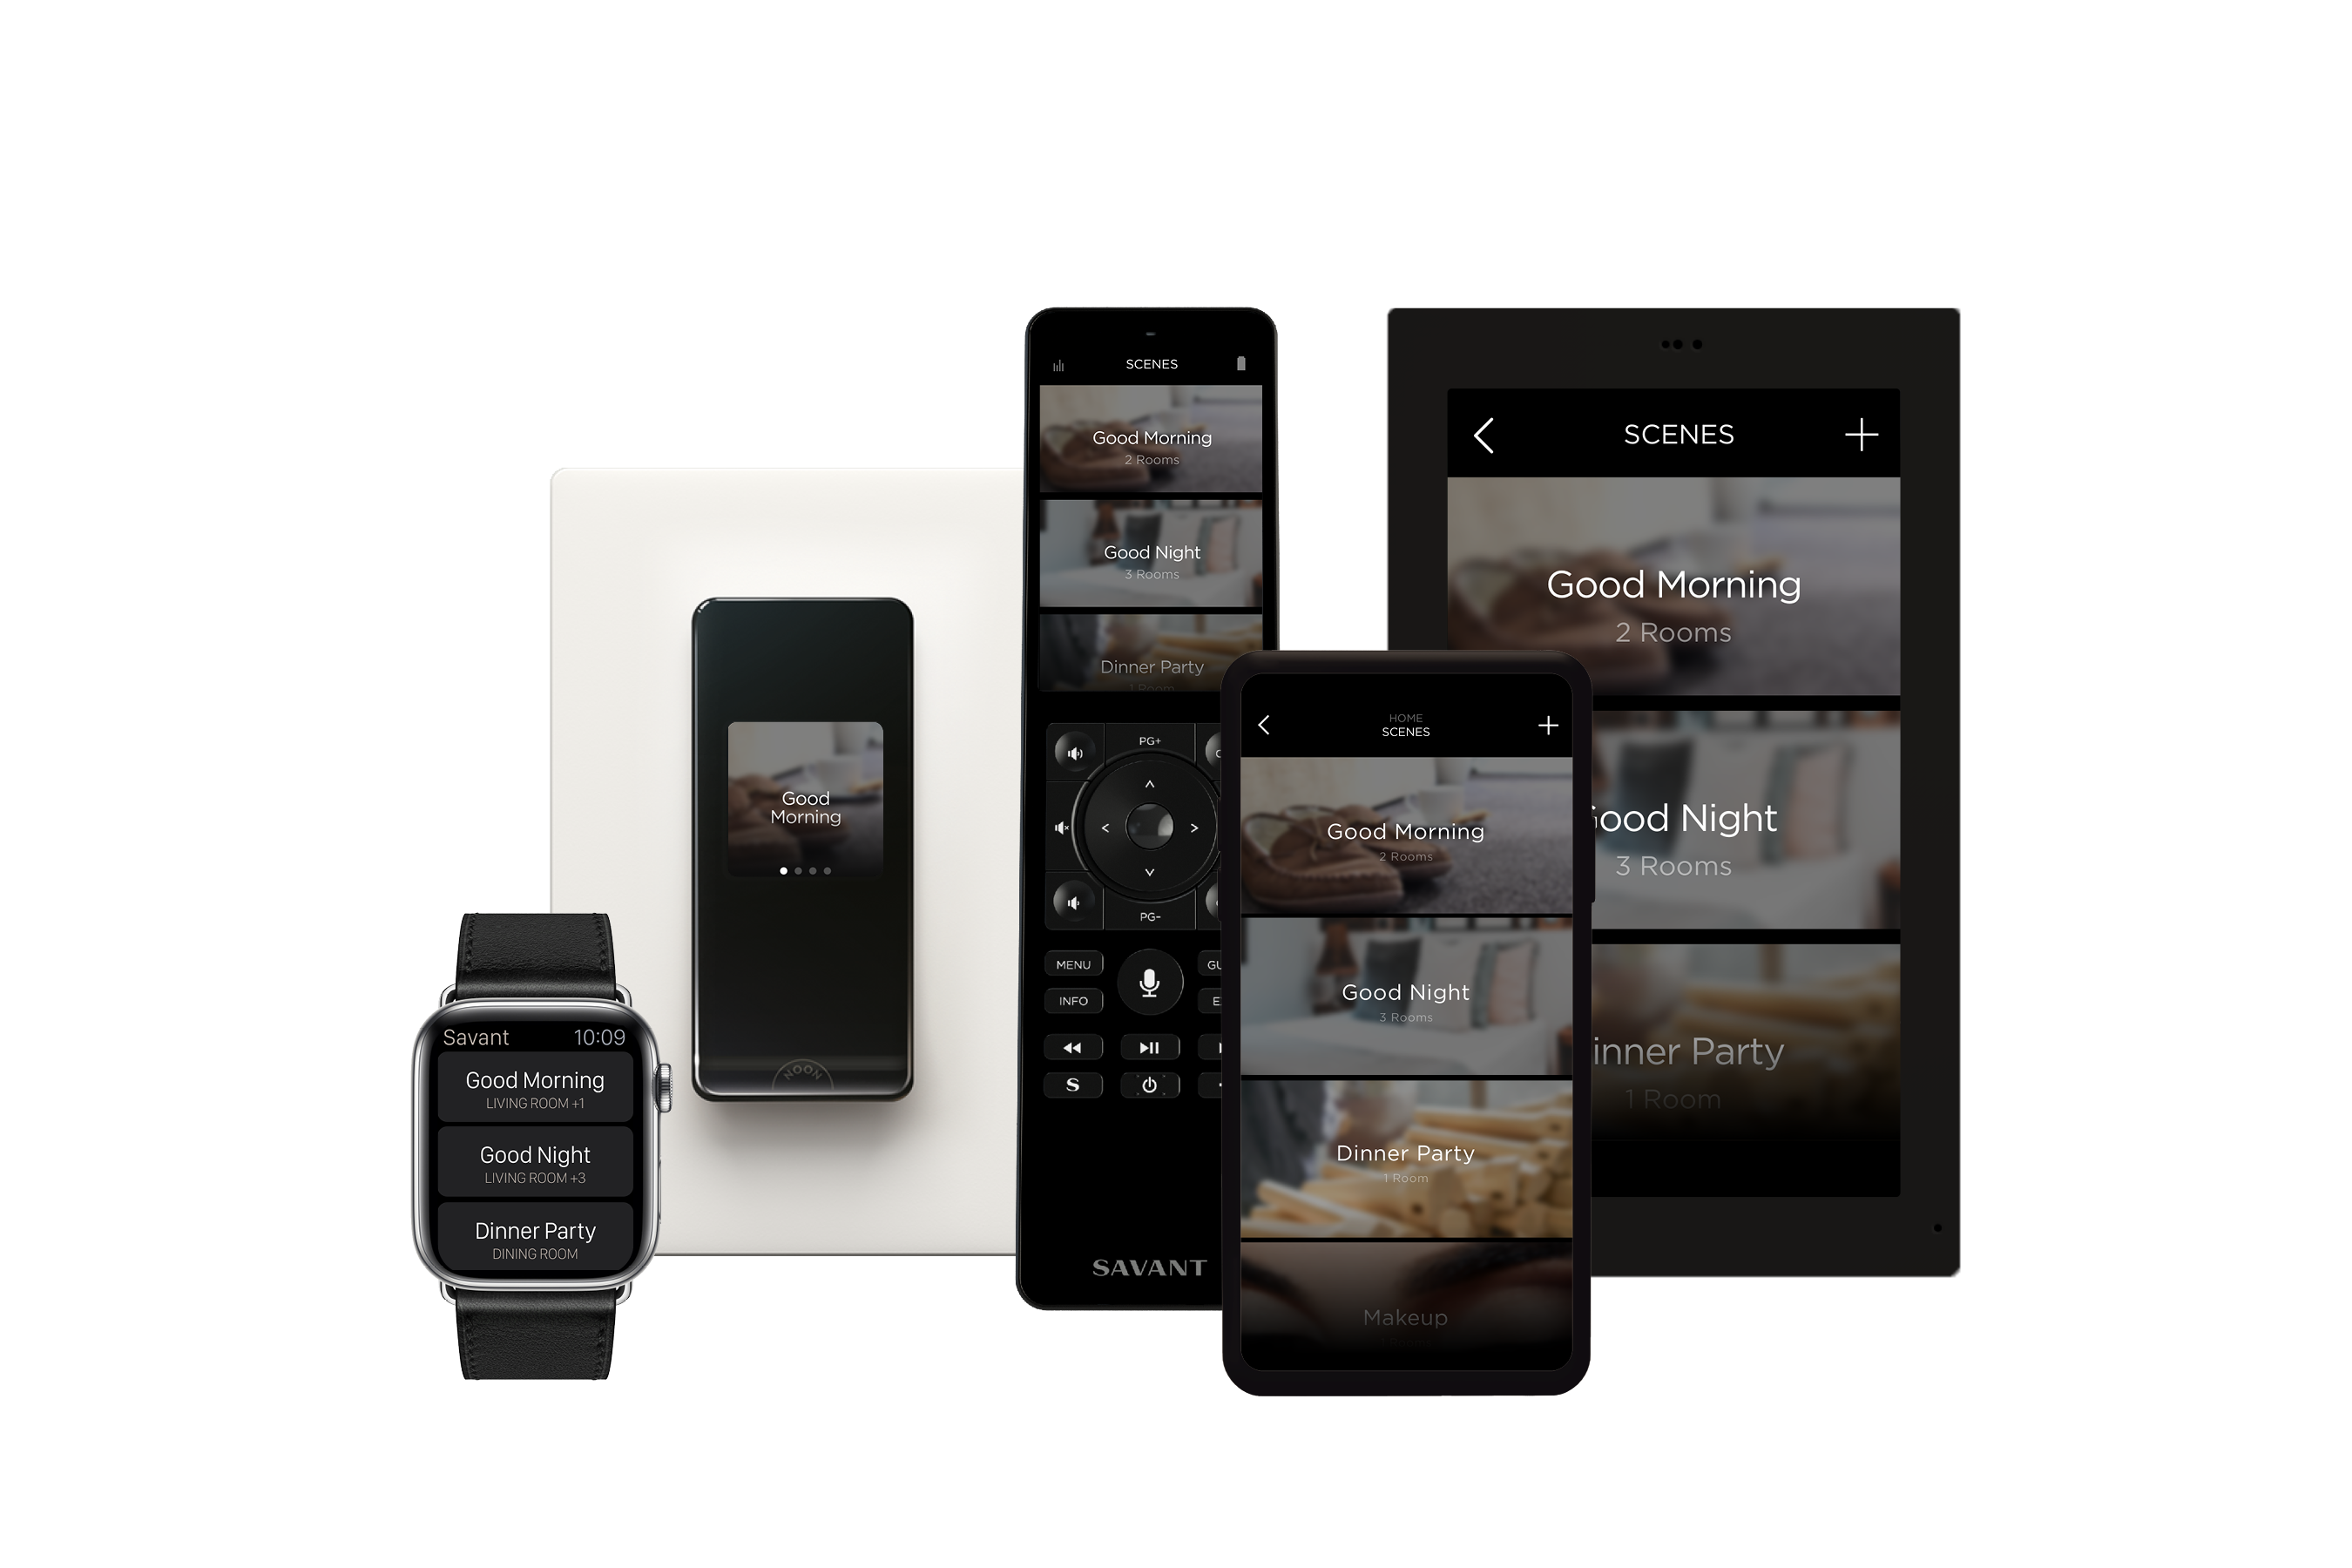 Savant 10:09
Good Morning
LIVING ROOM +1
Good Night
LIVING ROOM +3
Dinner Party
DINING ROOM
Good
Morning
NOON
SCENES
Good Morning
2 Rooms
Good Night
3 Rooms
Dinner Party
1 Room
PG+
PG-
MENU
GU
INFO
E
S
SAVANT
HOME
SCENES
Good Morning
2 Rooms
Good Night
3 Rooms
Dinner Party
1 Room
Makeup
SCENES
Good Morning
2 Rooms
ood Night
3 Rooms
inner Party
1 Room